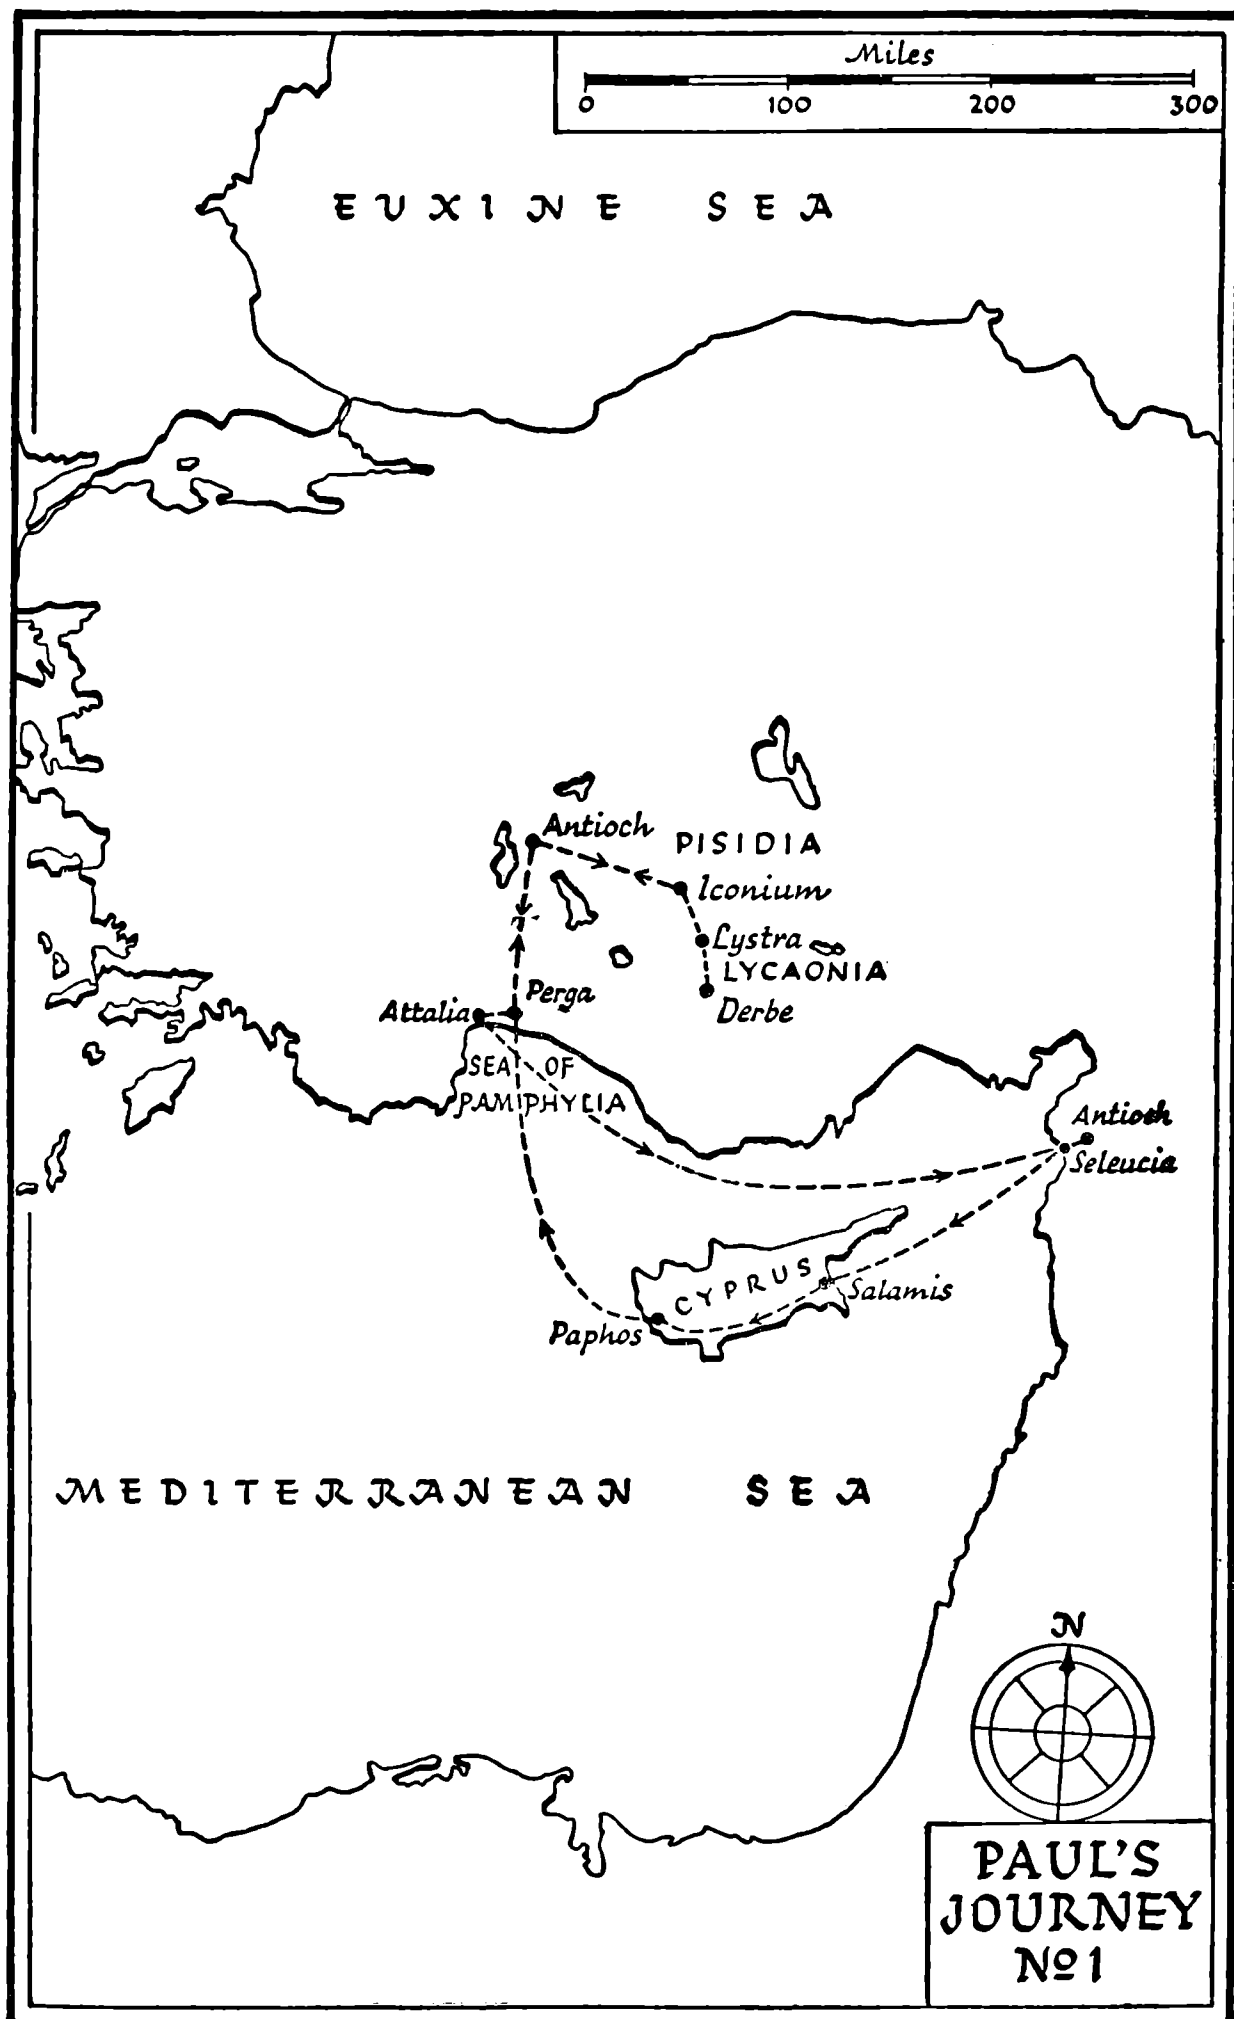 Miles
0 100 200 300
EUXINE SEA
Antioch
PISIDIA
Iconium
Lystra
LYCAONIA
Derbe
Perga
Attalia
SEA OF
PAMPHYLIA
Antioch
Seleucia
CYPRUS
Salamis
Paphos
MEDITERRANEAN SEA
N
PAUL'S
JOURNEY
Nº 1